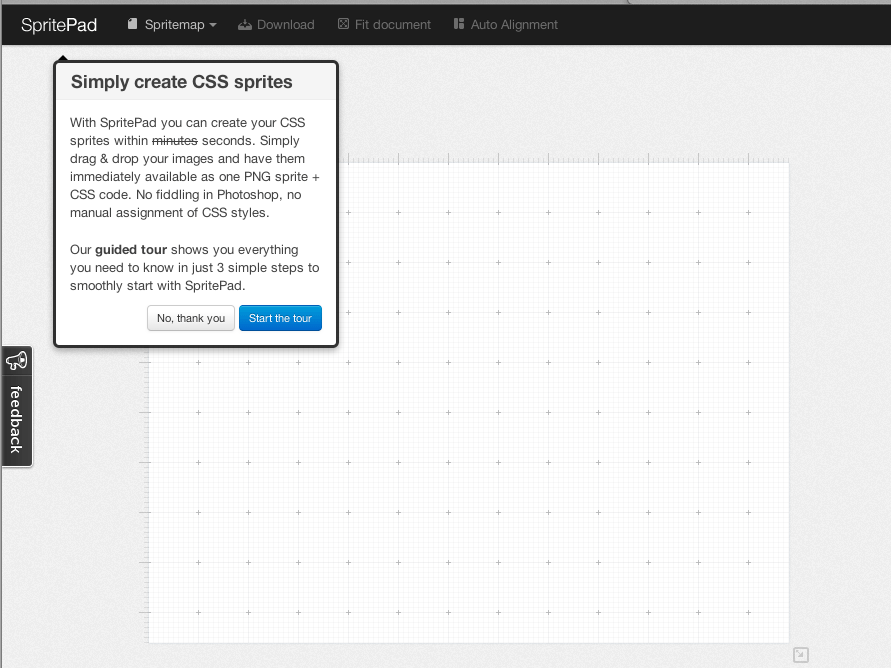 SpritePad Spritemap Download Fit document Auto Alignment
Simply create CSS sprites
With SpritePad you can create your CSS
sprites within minutes seconds. Simply
drag & drop your images and have them
immediately available as one PNG sprite +
CSS code. No fiddling in Photoshop, no
manual assignment of CSS styles.
Our guided tour shows you everything
you need to know in just 3 simple steps to
smoothly start with SpritePad.
No, thank you Start the tour
feedback